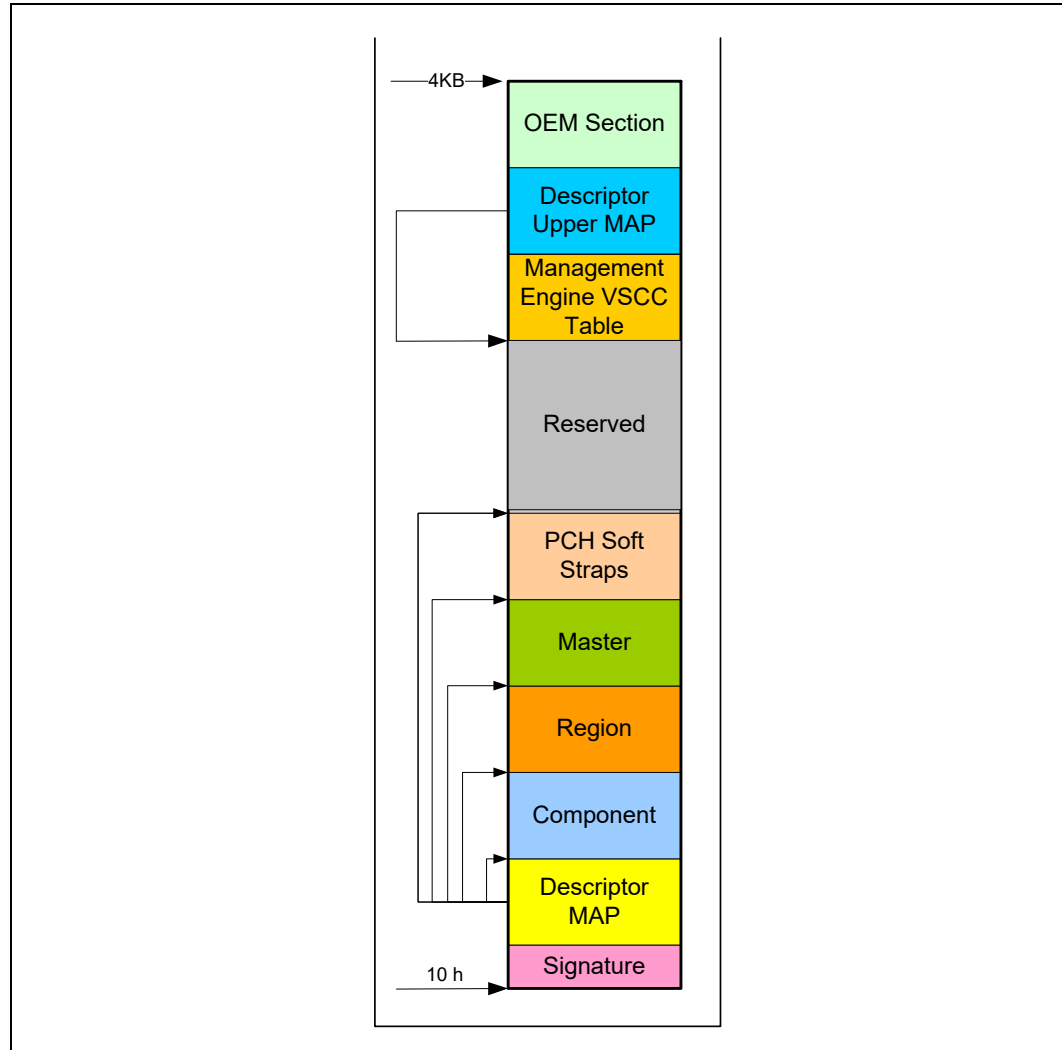 4KB
OEM Section
Descriptor
Upper MAP
Management
Engine VSCC
Table
Reserved
PCH Soft
Straps
Master
Region
Component
Descriptor
MAP
Signature
10 h